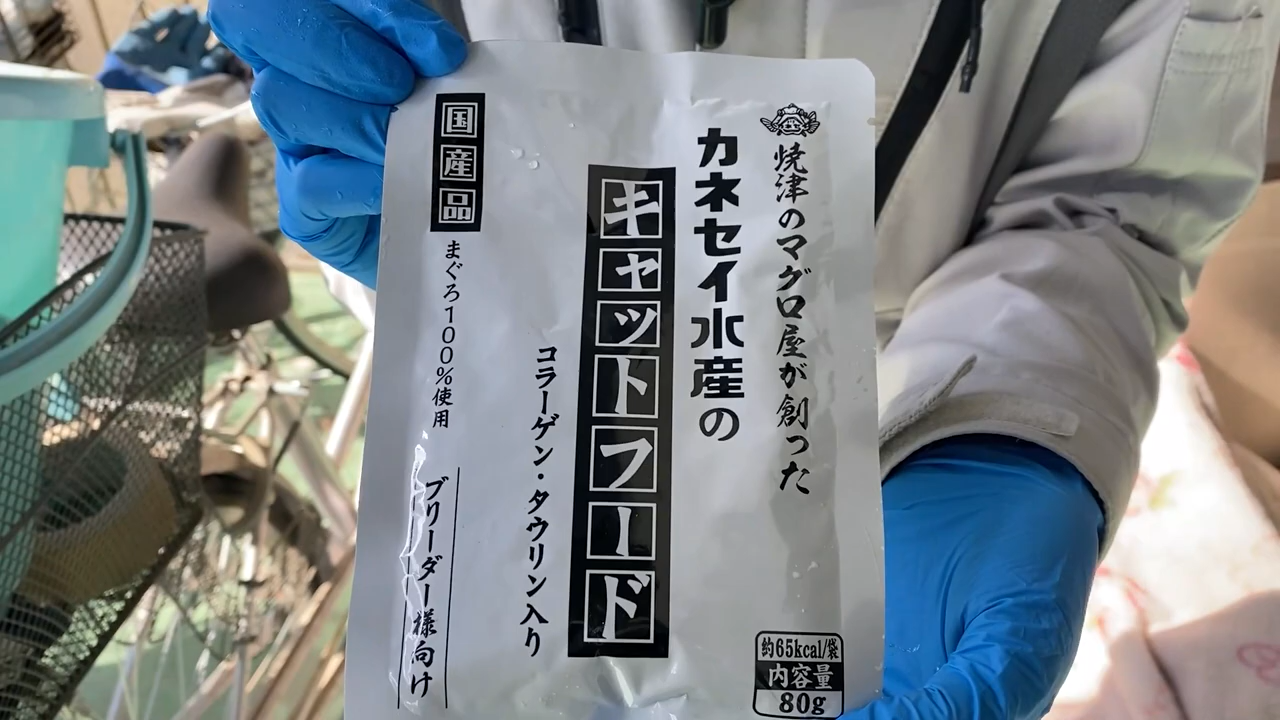 焼津のマグロ屋が創った
カネセイ水産の
キャットフード
コラーゲン・タウリン入り
国産品
まぐろ100%使用
ブリーダー様向け
約65kcal/袋
内容量
80g